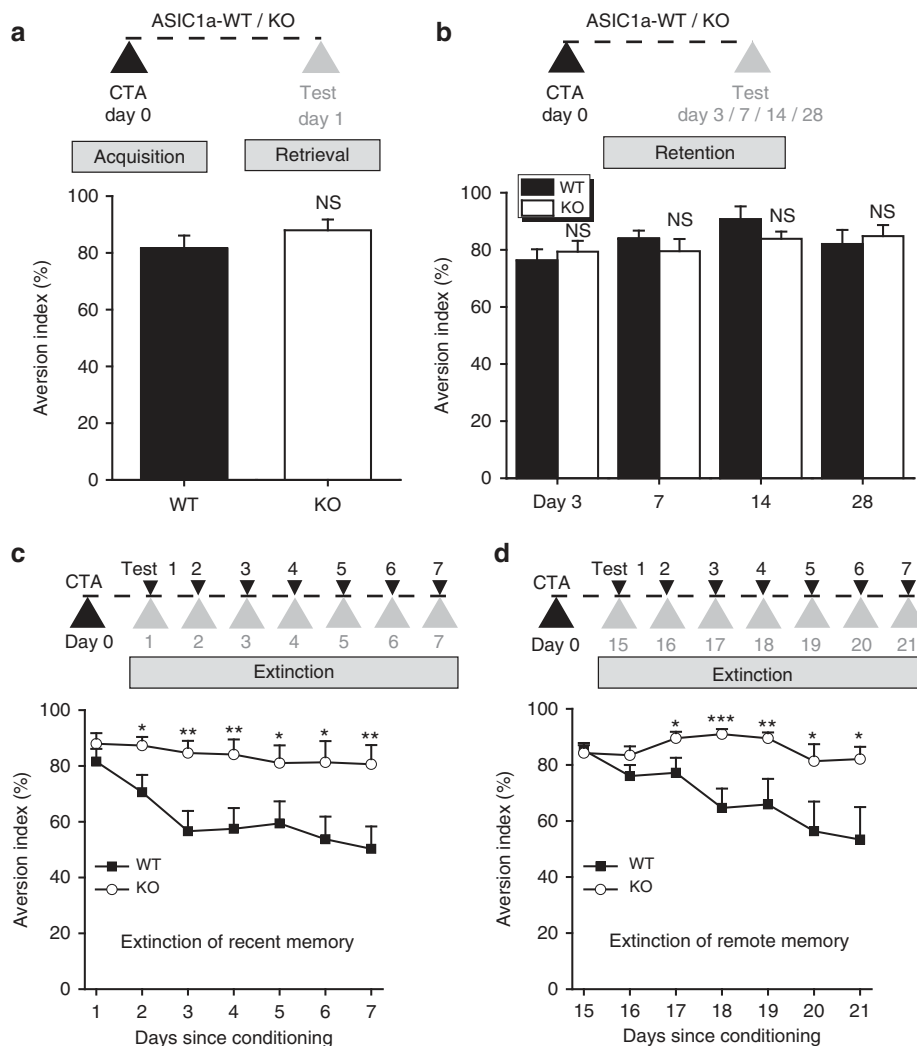 a
ASIC1a-WT / KO
CTA
day 0
Test
day 1
Acquisition
Retrieval
100
80
60
40
20
0
Aversion index (%)
NS
WT
KO
b
ASIC1a-WT / KO
CTA
day 0
Test
day 3 / 7 / 14 / 28
Retention
WT
KO
100
80
60
40
20
0
Aversion index (%)
NS
NS
NS
NS
Day 3
7
14
28
c
CTA
Test 1 2 3 4 5 6 7
Day 0
1 2 3 4 5 6 7
Extinction
100
80
60
40
20
0
Aversion index (%)
* ** ** * * **
WT
KO
Extinction of recent memory
1 2 3 4 5 6 7
Days since conditioning
d
CTA
Test 1 2 3 4 5 6 7
Day 0
15 16 17 18 19 20 21
Extinction
100
80
60
40
20
0
Aversion index (%)
* *** ** * *
WT
KO
Extinction of remote memory
15 16 17 18 19 20 21
Days since conditioning